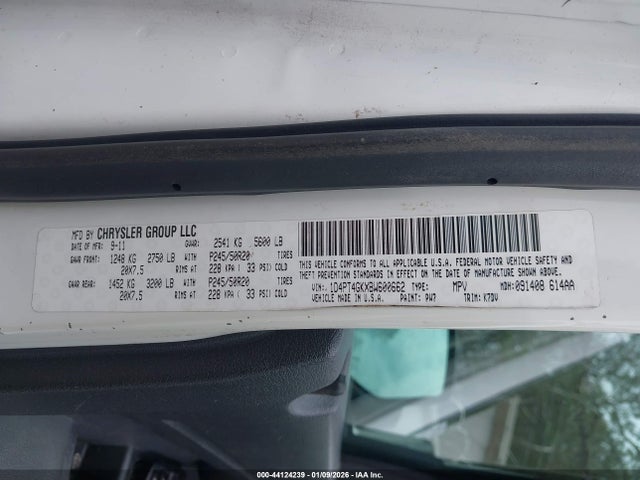 MFD BY CHRYSLER GROUP LLC
DATE OF MFR: 9-11 GVWR: 2541 KG 5600 LB
GAWR FRONT: 1248 KG 2750 LB WITH P245/50R20 TIRES
20X7.5 RIMS AT 228 KPA ( 33 PSI) COLD
GAWR REAR: 1452 KG 3200 LB WITH P245/50R20 TIRES
20X7.5 RIMS AT 228 KPA ( 33 PSI) COLD
THIS VEHICLE CONFORMS TO ALL APPLICABLE U.S.A. FEDERAL MOTOR VEHICLE SAFETY AND
BUMPER STANDARDS IN EFFECT ON THE DATE OF MANUFACTURE SHOWN ABOVE.
VIN: 1D4PT4GKXBW600662 TYPE: MPV MDH: 091408 614AA
VEHICLE MADE IN U.S.A. PAINT: PW7 TRIM: K7DV
000-44124239 - 01/09/2026 - IAA Inc.